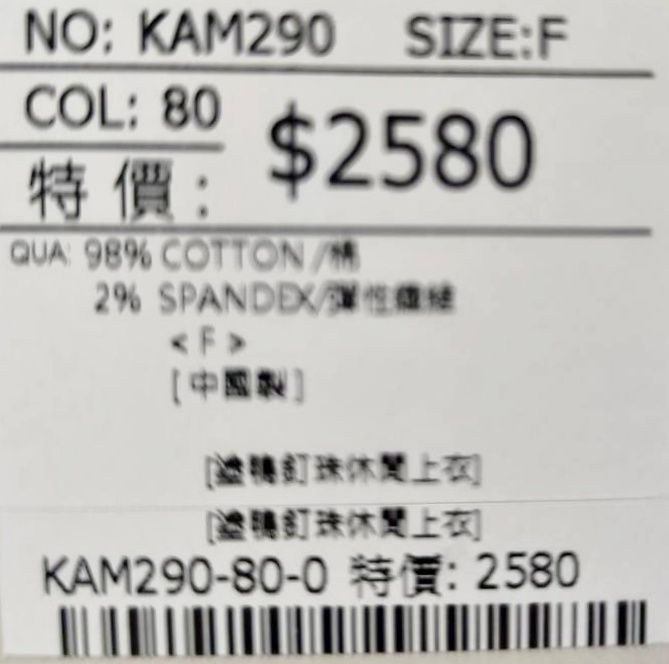 NO: KAM290 SIZE:F
COL: 80
$2580
特價:
QUA: 98% COTTON/棉
2% SPANDEX/彈性纖維
<F>
[中國製]
[塗鴨釘珠休閒上衣]
[塗鴨釘珠休閒上衣]
KAM290-80-0 特價: 2580